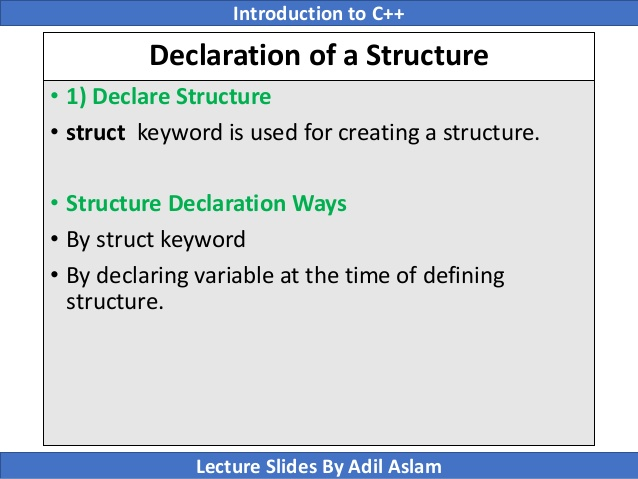 Introduction to C++
Declaration of a Structure
• 1) Declare Structure
• struct keyword is used for creating a structure.
• Structure Declaration Ways
• By struct keyword
• By declaring variable at the time of defining
structure.
Lecture Slides By Adil Aslam